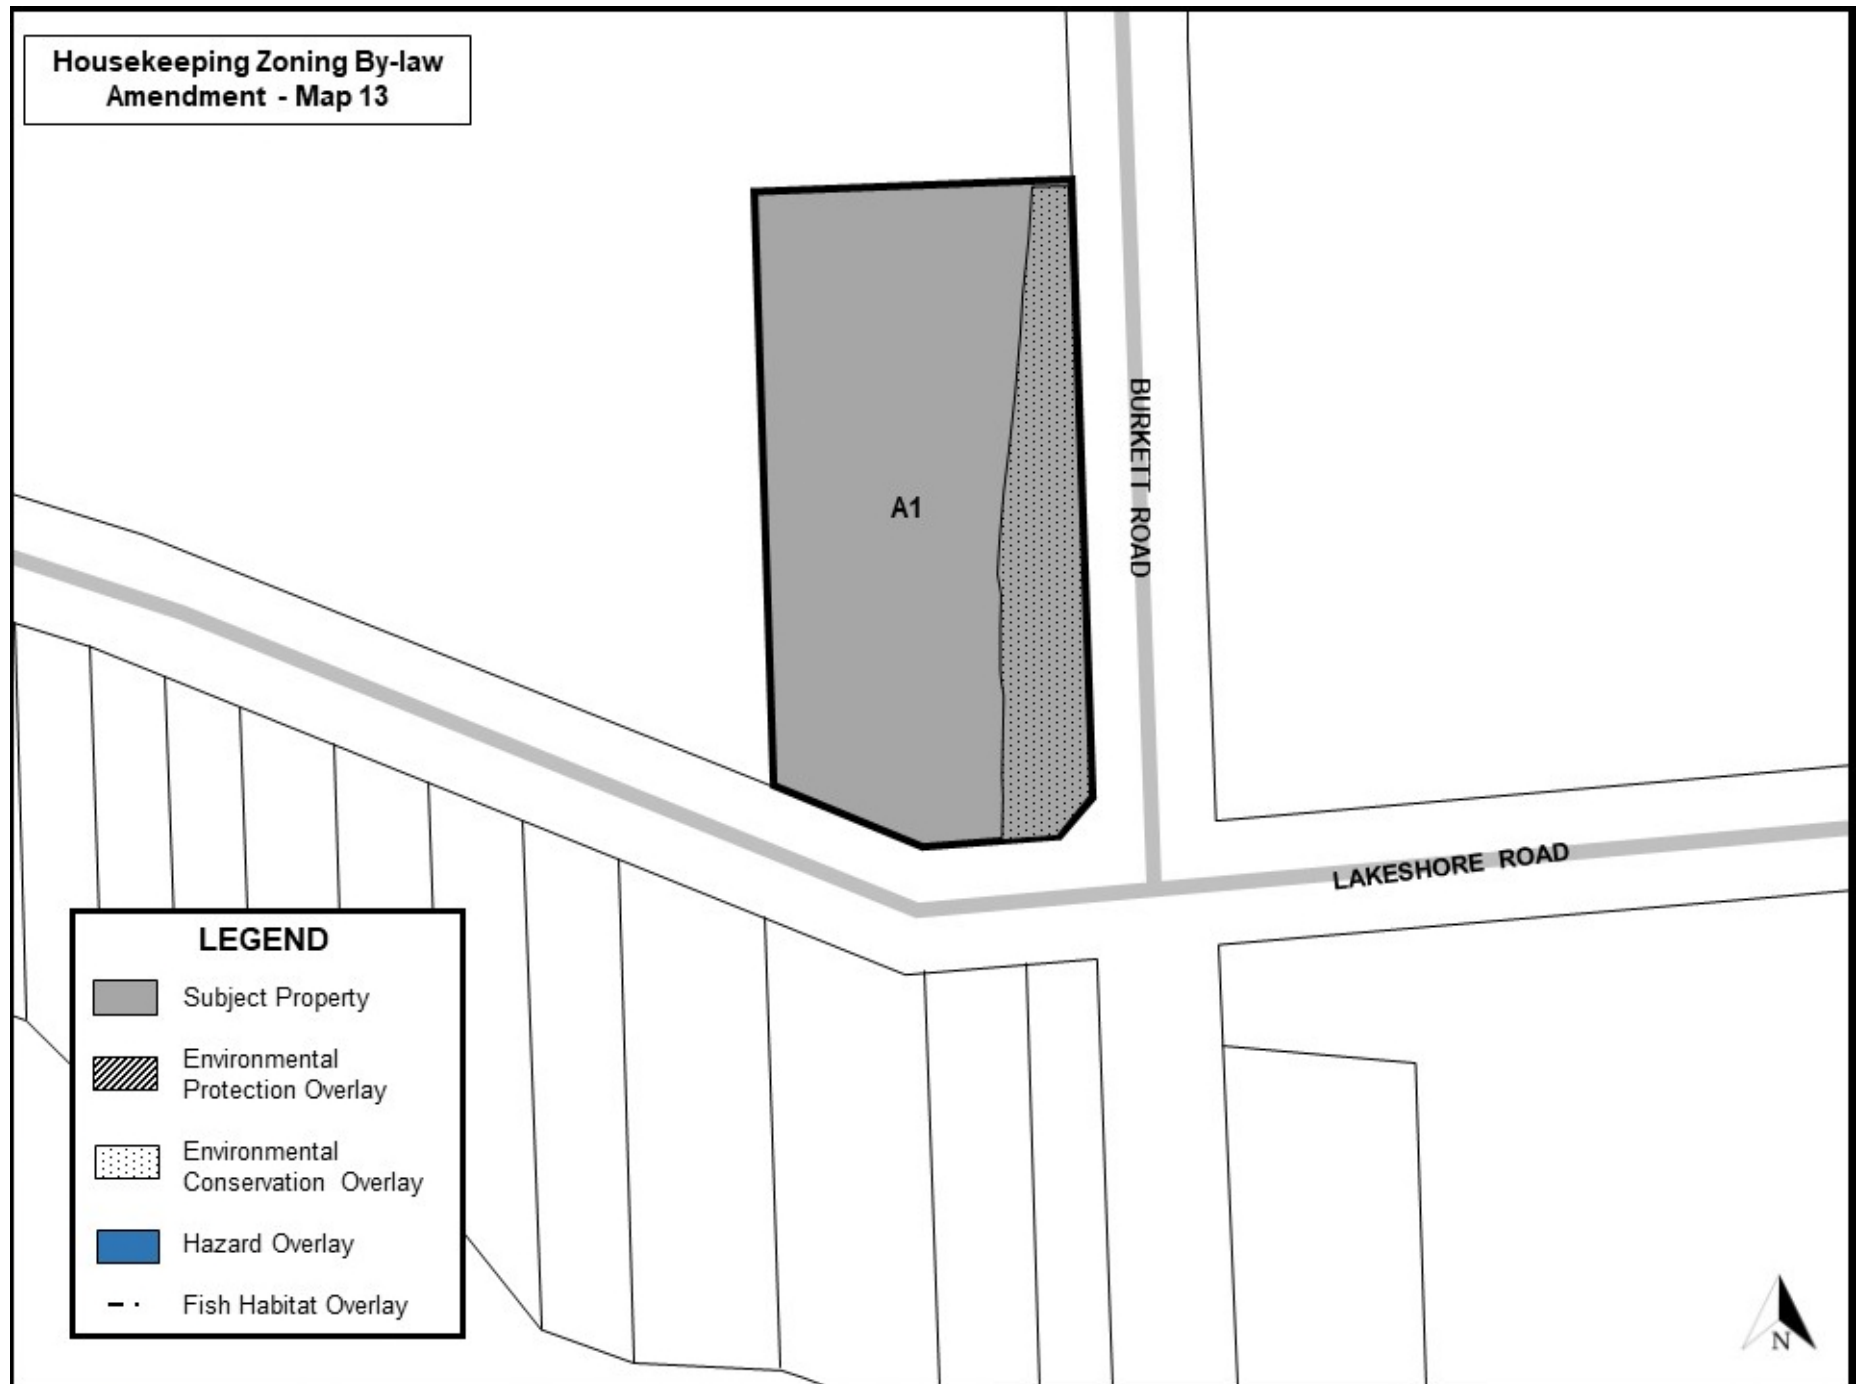 Housekeeping Zoning By-law
Amendment - Map 13
BURKETT ROAD
A1
LAKESHORE ROAD
LEGEND
Subject Property
Environmental
Protection Overlay
Environmental
Conservation Overlay
Hazard Overlay
Fish Habitat Overlay
N